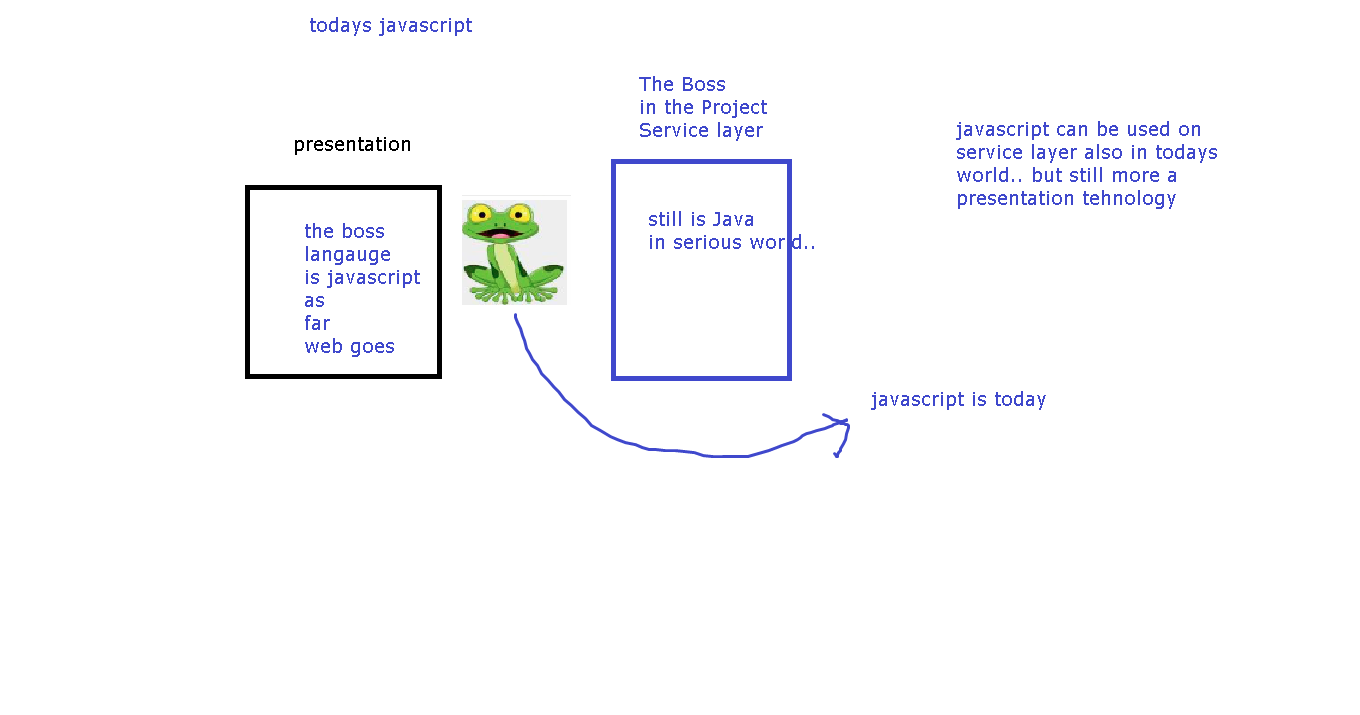 todays javascript
The Boss
in the Project
Service layer
presentation
javascript can be used on
service layer also in todays
world.. but still more a
presentation tehnology
the boss
langauge
is javascript
as
far
web goes
still is Java
in serious world..
javascript is today